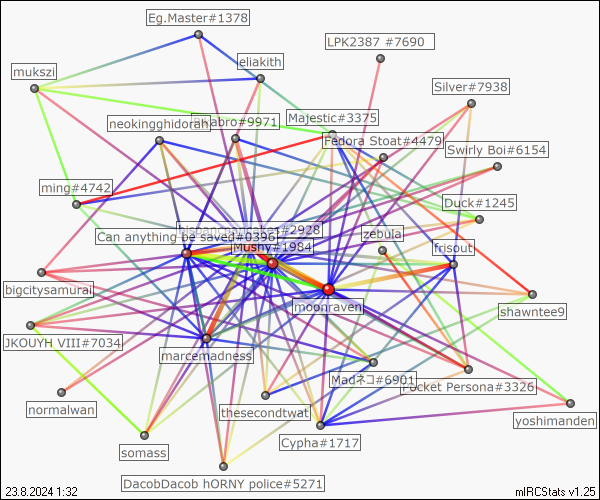 Eg.Master#1378
LPK2387 #7690
eliakith
mukszi
Silver#7938
neokingghidorah
abro#9971
Majestic#3375
Fedora Stoat#4479
Swirly Boi#6154
ming#4742
Duck#1245
#2928
Can anything be saved#0396
Mushy#1984
zebula
frisout
bigcitysamurai
moonraven
shawntee9
JKOUYH VIII#7034
marcemadness
Madネコ#6901
Pocket Persona#3326
normalwan
thesecondtwat
yoshimanden
somass
Cypha#1717
DacobDacob hORNY police#5271
23.8.2024 1:32
mIRCStats v1.25